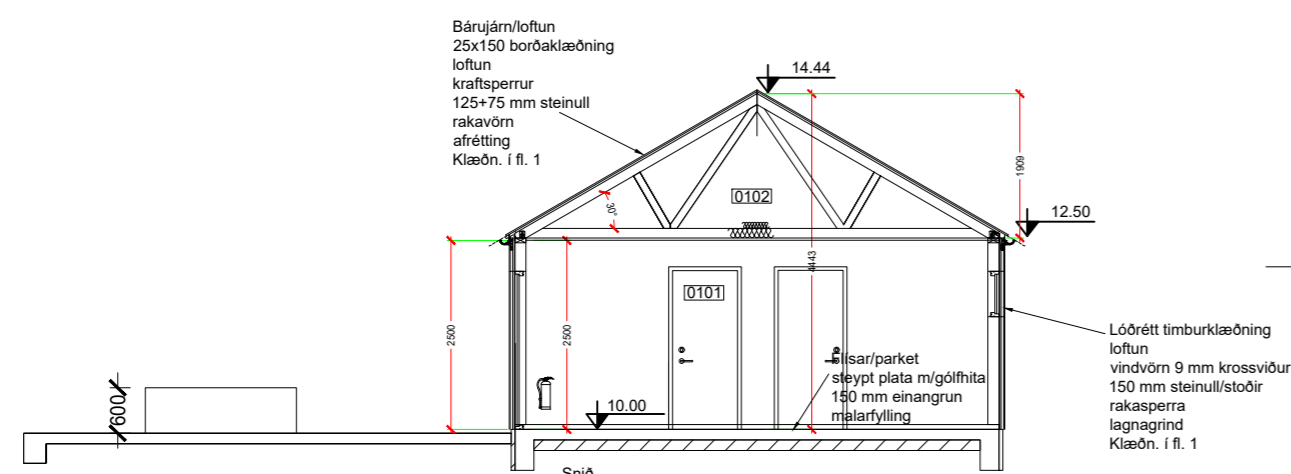 Bárujárn/loftun
25x150 borðaklæðning
loftun
kraftsperrur
125+75 mm steinull
rakavörn
afrétting
Klæðn. í fl. 1
14.44
1909
0102
30°
12.50
2500
2500
4443
0101
Lóðrétt timburklæðning
loftun
vindvörn 9 mm krossviður
150 mm steinull/stoðir
rakasperra
lagnagrind
Klæðn. í fl. 1
flísar/parket
steypt plata m/gólfhita
150 mm einangrun
malarfylling
600
10.00
Snið